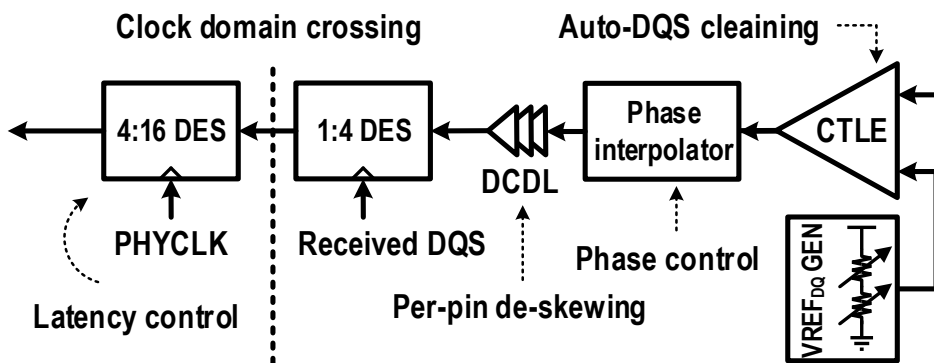 Clock domain crossing
Auto-DQS cleaining
4:16 DES
1:4 DES
Phase
interpolator
CTLE
DCDL
PHYCLK
Received DQS
Phase control
Per-pin de-skewing
Latency control
VREFDQ GEN